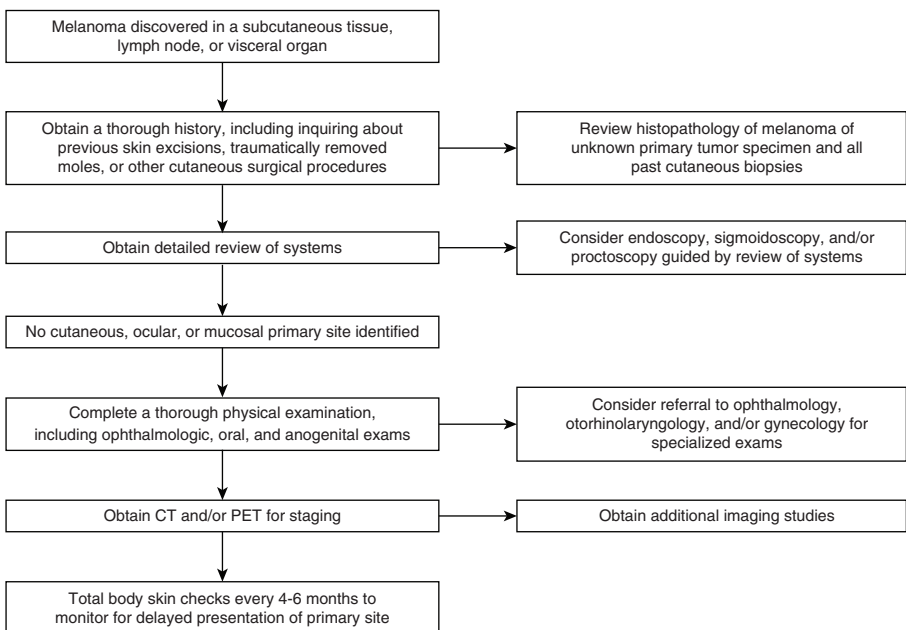 Melanoma discovered in a subcutaneous tissue,
lymph node, or visceral organ
Obtain a thorough history, including inquiring about
previous skin excisions, traumatically removed
moles, or other cutaneous surgical procedures
Review histopathology of melanoma of
unknown primary tumor specimen and all
past cutaneous biopsies
Obtain detailed review of systems
Consider endoscopy, sigmoidoscopy, and/or
proctoscopy guided by review of systems
No cutaneous, ocular, or mucosal primary site identified
Complete a thorough physical examination,
including ophthalmologic, oral, and anogenital exams
Consider referral to ophthalmology,
otorhinolaryngology, and/or gynecology for
specialized exams
Obtain CT and/or PET for staging
Obtain additional imaging studies
Total body skin checks every 4-6 months to
monitor for delayed presentation of primary site